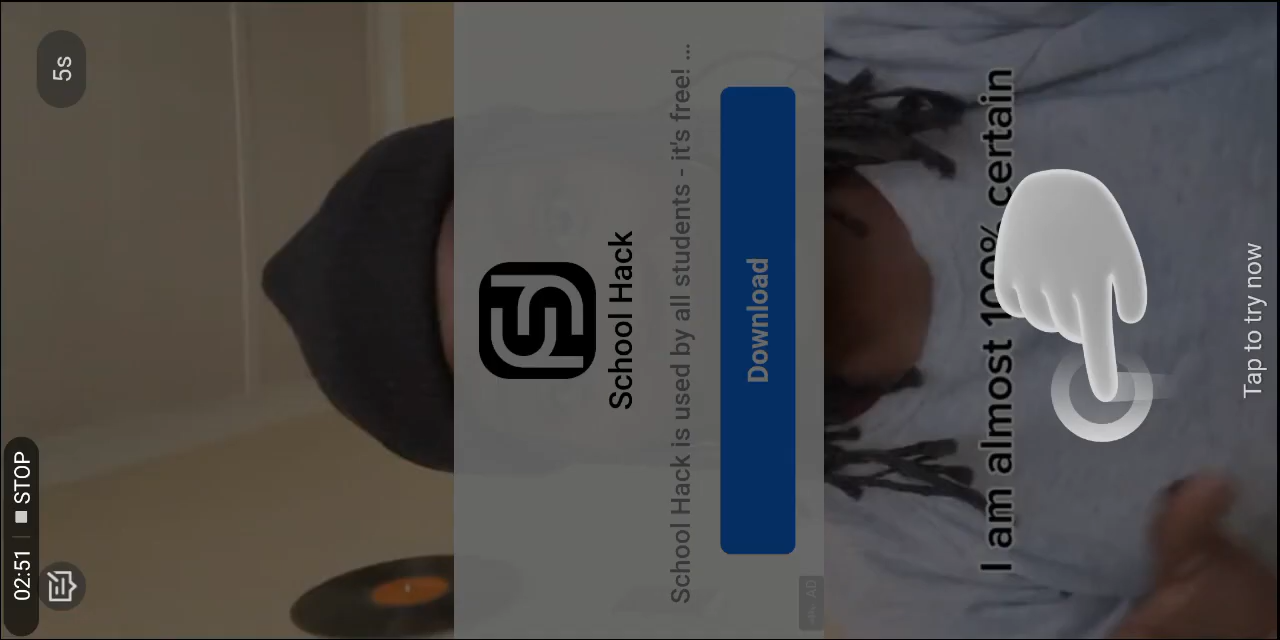 5s
School Hack
School Hack is used by all students - it's free! ...
Download
AD
I am almost 100% certain
Tap to try now
02:51 STOP